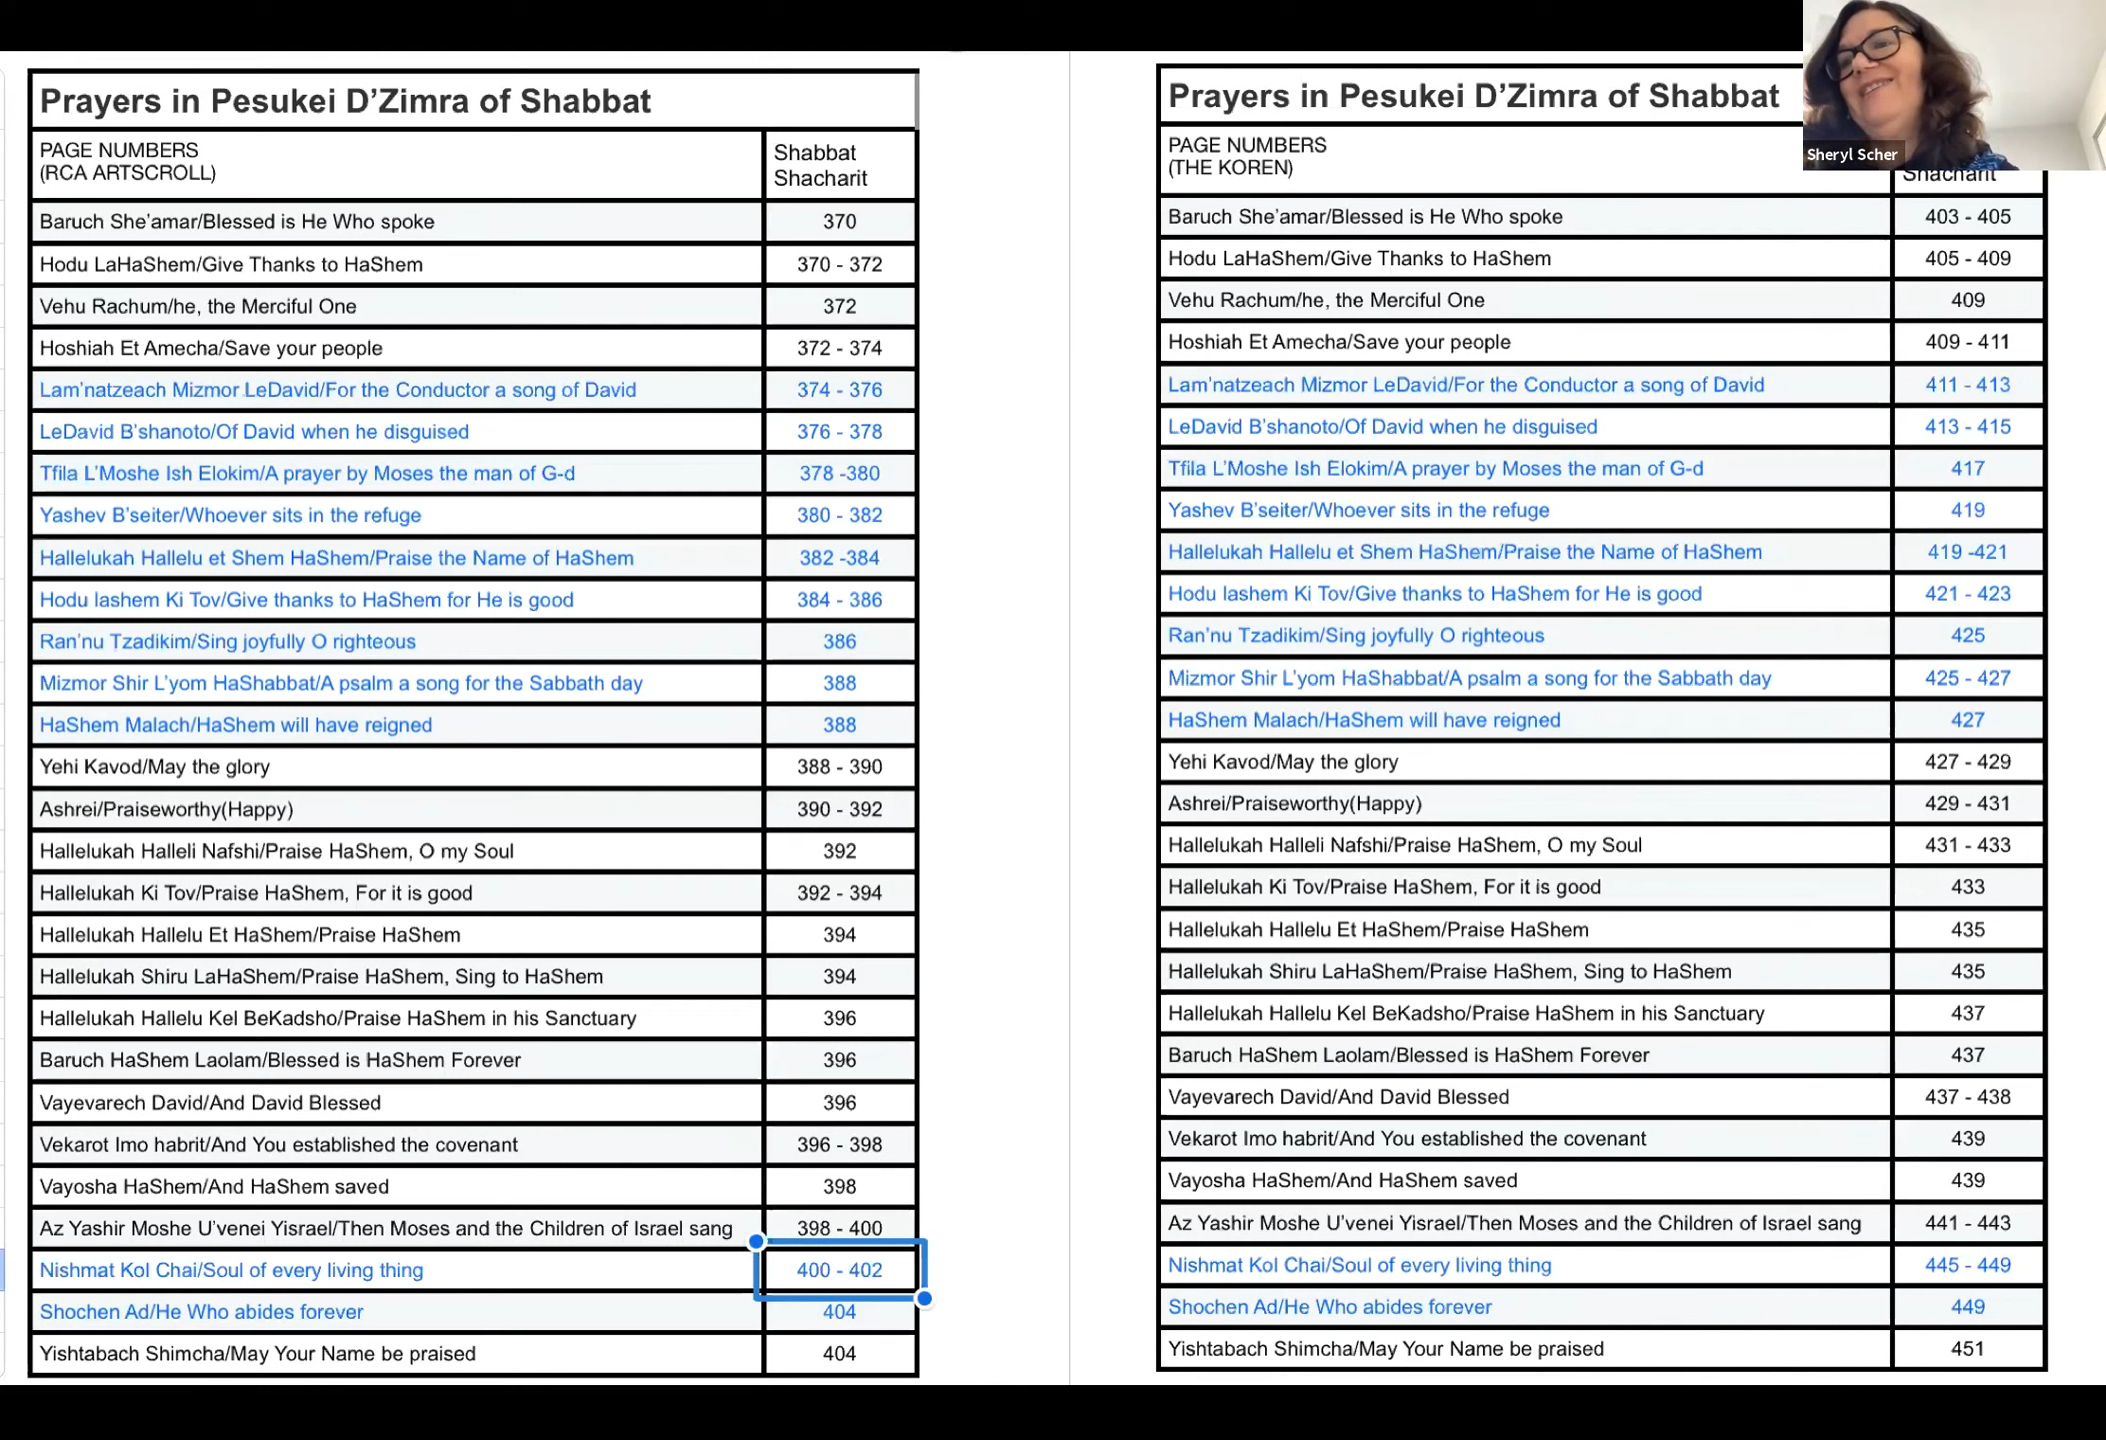 Prayers in Pesukei D’Zimra of Shabbat
PAGE NUMBERS
(RCA ARTSCROLL)
Shabbat
Shacharit
Baruch She’amar/Blessed is He Who spoke 370
Hodu LaHaShem/Give Thanks to HaShem 370 - 372
Vehu Rachum/he, the Merciful One 372
Hoshiah Et Amecha/Save your people 372 - 374
Lam’natzeach Mizmor LeDavid/For the Conductor a song of David 374 - 376
LeDavid B’shanoto/Of David when he disguised 376 - 378
Tfila L’Moshe Ish Elokim/A prayer by Moses the man of G-d 378 -380
Yashev B’seiter/Whoever sits in the refuge 380 - 382
Hallelukah Hallelu et Shem HaShem/Praise the Name of HaShem 382 -384
Hodu lashem Ki Tov/Give thanks to HaShem for He is good 384 - 386
Ran’nu Tzadikim/Sing joyfully O righteous 386
Mizmor Shir L’yom HaShabbat/A psalm a song for the Sabbath day 388
HaShem Malach/HaShem will have reigned 388
Yehi Kavod/May the glory 388 - 390
Ashrei/Praiseworthy(Happy) 390 - 392
Hallelukah Halleli Nafshi/Praise HaShem, O my Soul 392
Hallelukah Ki Tov/Praise HaShem, For it is good 392 - 394
Hallelukah Hallelu Et HaShem/Praise HaShem 394
Hallelukah Shiru LaHaShem/Praise HaShem, Sing to HaShem 394
Hallelukah Hallelu Kel BeKadsho/Praise HaShem in his Sanctuary 396
Baruch HaShem Laolam/Blessed is HaShem Forever 396
Vayevarech David/And David Blessed 396
Vekarot Imo habrit/And You established the covenant 396 - 398
Vayosha HaShem/And HaShem saved 398
Az Yashir Moshe U’venei Yisrael/Then Moses and the Children of Israel sang 398 - 400
Nishmat Kol Chai/Soul of every living thing 400 - 402
Shochen Ad/He Who abides forever 404
Yishtabach Shimcha/May Your Name be praised 404
Prayers in Pesukei D’Zimra of Shabbat
PAGE NUMBERS
(THE KOREN)
Shacharit
Baruch She’amar/Blessed is He Who spoke 403 - 405
Hodu LaHaShem/Give Thanks to HaShem 405 - 409
Vehu Rachum/he, the Merciful One 409
Hoshiah Et Amecha/Save your people 409 - 411
Lam’natzeach Mizmor LeDavid/For the Conductor a song of David 411 - 413
LeDavid B’shanoto/Of David when he disguised 413 - 415
Tfila L’Moshe Ish Elokim/A prayer by Moses the man of G-d 417
Yashev B’seiter/Whoever sits in the refuge 419
Hallelukah Hallelu et Shem HaShem/Praise the Name of HaShem 419 -421
Hodu lashem Ki Tov/Give thanks to HaShem for He is good 421 - 423
Ran’nu Tzadikim/Sing joyfully O righteous 425
Mizmor Shir L’yom HaShabbat/A psalm a song for the Sabbath day 425 - 427
HaShem Malach/HaShem will have reigned 427
Yehi Kavod/May the glory 427 - 429
Ashrei/Praiseworthy(Happy) 429 - 431
Hallelukah Halleli Nafshi/Praise HaShem, O my Soul 431 - 433
Hallelukah Ki Tov/Praise HaShem, For it is good 433
Hallelukah Hallelu Et HaShem/Praise HaShem 435
Hallelukah Shiru LaHaShem/Praise HaShem, Sing to HaShem 435
Hallelukah Hallelu Kel BeKadsho/Praise HaShem in his Sanctuary 437
Baruch HaShem Laolam/Blessed is HaShem Forever 437
Vayevarech David/And David Blessed 437 - 438
Vekarot Imo habrit/And You established the covenant 439
Vayosha HaShem/And HaShem saved 439
Az Yashir Moshe U’venei Yisrael/Then Moses and the Children of Israel sang 441 - 443
Nishmat Kol Chai/Soul of every living thing 445 - 449
Shochen Ad/He Who abides forever 449
Yishtabach Shimcha/May Your Name be praised 451
Sheryl Scher